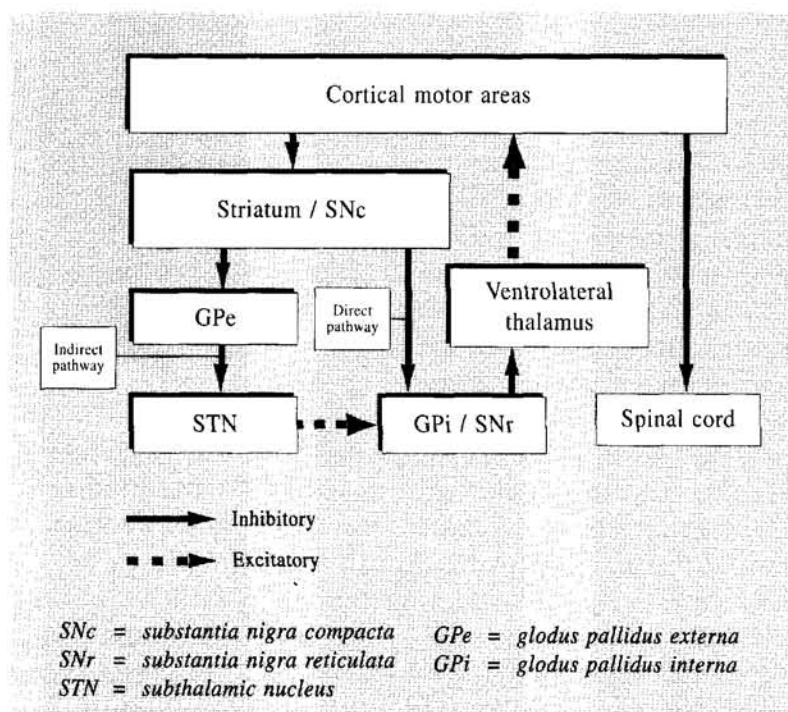 Cortical motor areas
Striatum / SNc
Ventrolateral
thalamus
GPe
Direct
pathway
Indirect
pathway
STN
GPi / SNr
Spinal cord
Inhibitory
Excitatory
SNc = substantia nigra compacta
SNr = substantia nigra reticulata
STN = subthalamic nucleus
GPe = glodus pallidus externa
GPi = glodus pallidus interna